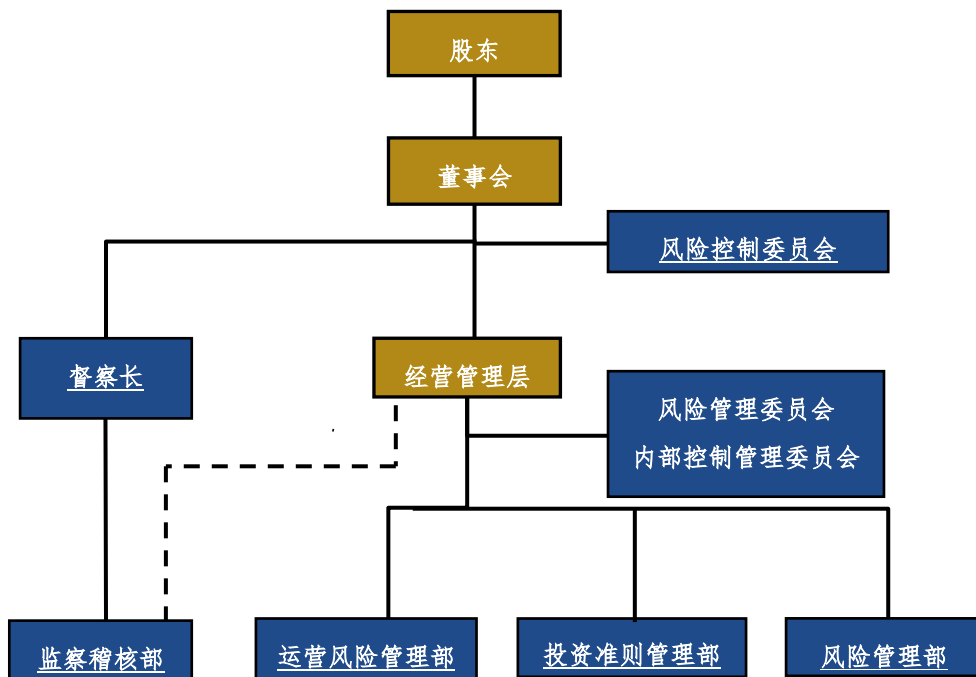 股东
董事会
风险控制委员会
督察长
经营管理层
风险管理委员会
内部控制管理委员会
监察稽核部
运营风险管理部
投资准则管理部
风险管理部